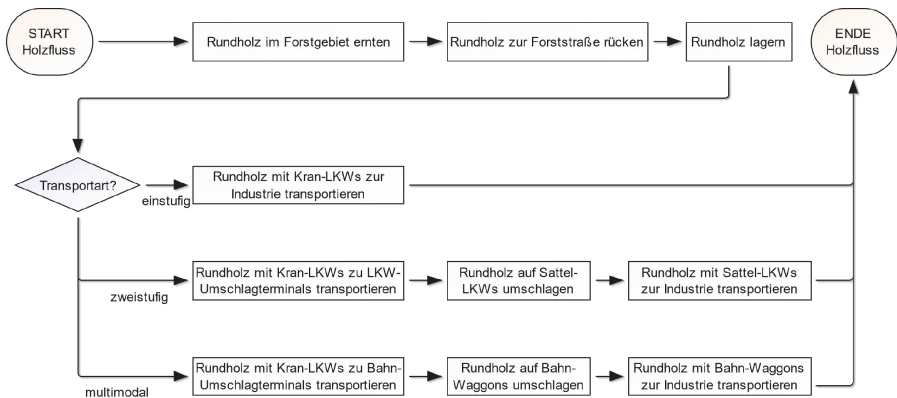 START
Holzfluss
Rundholz im Forstgebiet ernten
Rundholz zur Forststraße rücken
Rundholz lagern
ENDE
Holzfluss
Transportart?
einstufig
Rundholz mit Kran-LKWs zur
Industrie transportieren
zweistufig
Rundholz mit Kran-LKWs zu LKW-
Umschlagterminals transportieren
Rundholz auf Sattel-
LKWs umschlagen
Rundholz mit Sattel-LKWs
zur Industrie transportieren
multimodal
Rundholz mit Kran-LKWs zu Bahn-
Umschlagterminals transportieren
Rundholz auf Bahn-
Waggons umschlagen
Rundholz mit Bahn-Waggons
zur Industrie transportieren